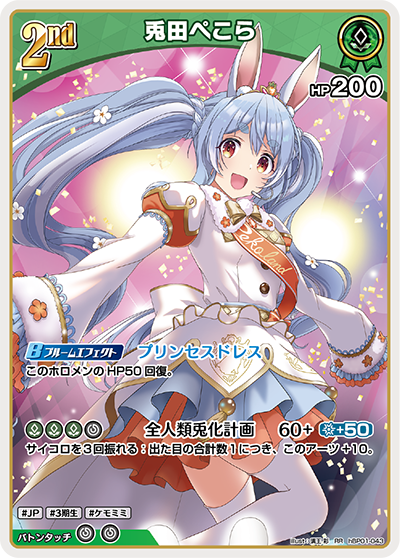 2nd
兎田ぺこら
HP200
Pekoland
Bブルームエフェクト プリンセスドレス
このホロメンのHP50回復。
全人類兎化計画 60+ +50
サイコロを3回振れる：出た目の合計数1につき、このアーツ+10。
#JP #3期生 #ケモミミ
バトンタッチ
Illust: RR hBP01-043